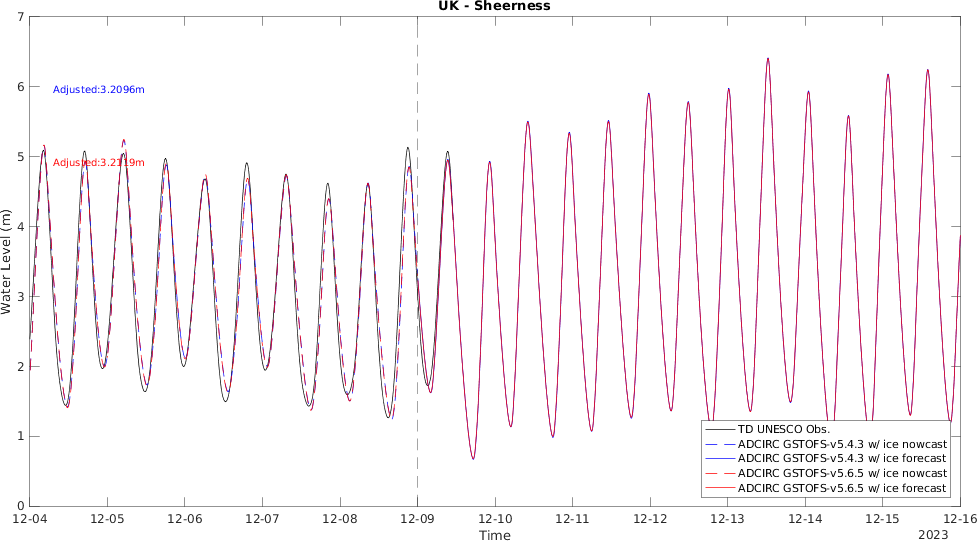 UK - Sheerness
7
6
5
4
3
2
1
0
Water Level (m)
Adjusted:3.2096m
TD UNESCO Obs.
ADCIRC GSTOFS-v5.4.3 w/ ice nowcast
ADCIRC GSTOFS-v5.4.3 w/ ice forecast
ADCIRC GSTOFS-v5.6.5 w/ ice nowcast
ADCIRC GSTOFS-v5.6.5 w/ ice forecast
12-04 12-05 12-06 12-07 12-08 12-09 12-10 12-11 12-12 12-13 12-14 12-15 12-16
Time
2023